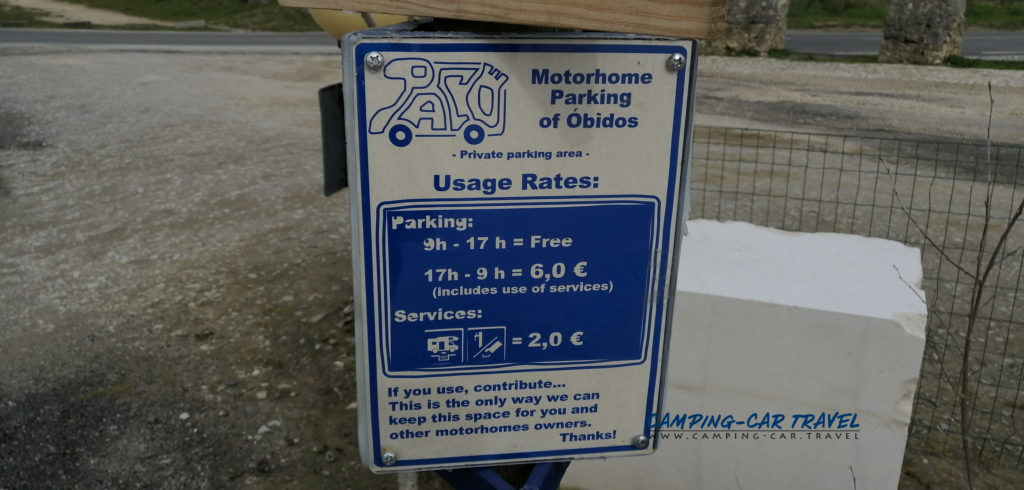 PACO
Motorhome
Parking
of Óbidos
- Private parking area -
Usage Rates:
Parking:
9h - 17 h = Free
17h - 9 h = 6,0 €
(includes use of services)
Services:
= 2,0 €
If you use, contribute...
This is the only way we can
keep this space for you and
other motorhomes owners.
Thanks!
CAMPING-CAR TRAVEL
WWW.CAMPING-CAR.TRAVEL